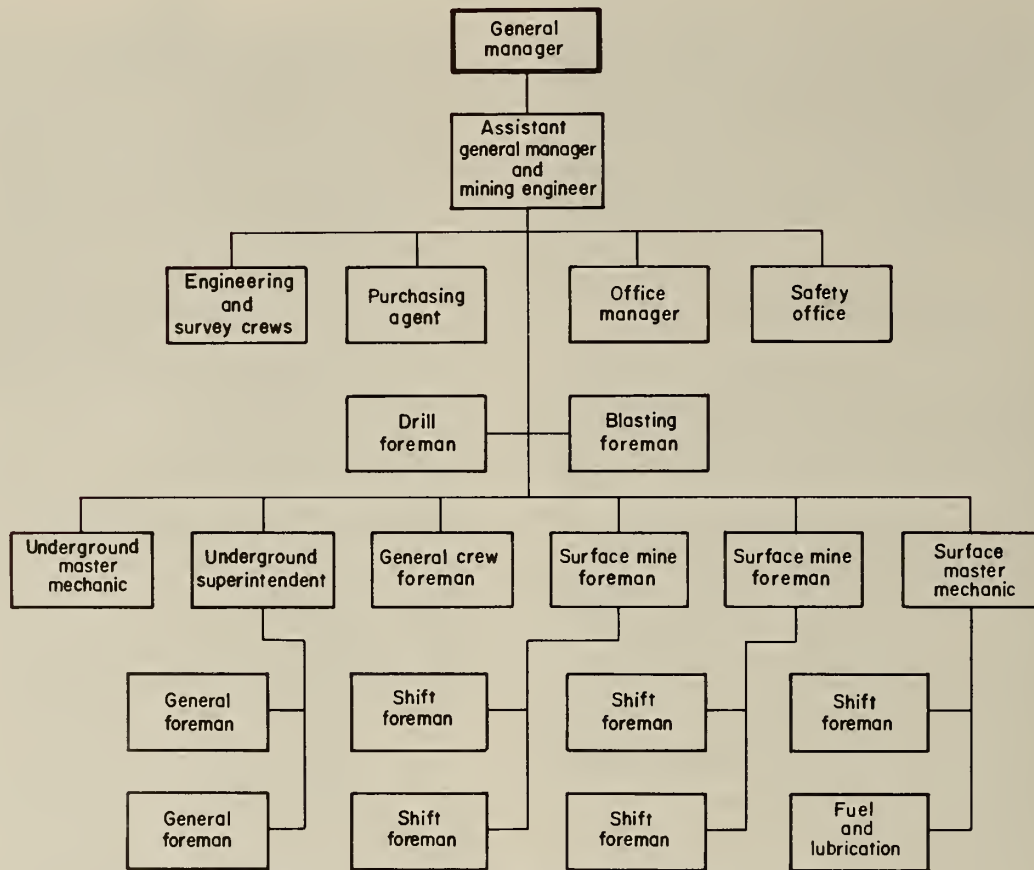 General
manager
Assistant
general manager
and
mining engineer
Engineering
and
survey crews
Purchasing
agent
Office
manager
Safety
office
Drill
foreman
Blasting
foreman
Underground
master
mechanic
Underground
superintendent
General crew
foreman
Surface mine
foreman
Surface mine
foreman
Surface
master
mechanic
General
foreman
Shift
foreman
Shift
foreman
Shift
foreman
General
foreman
Shift
foreman
Shift
foreman
Fuel
and
lubrication